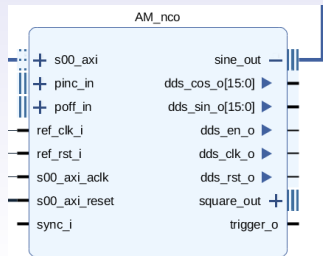 AM_nco
s00_axi sine_out
pinc_in dds_cos_o[15:0]
poff_in dds_sin_o[15:0]
ref_clk_i dds_en_o
ref_rst_i dds_clk_o
s00_axi_aclk dds_rst_o
s00_axi_reset square_out
sync_i trigger_o